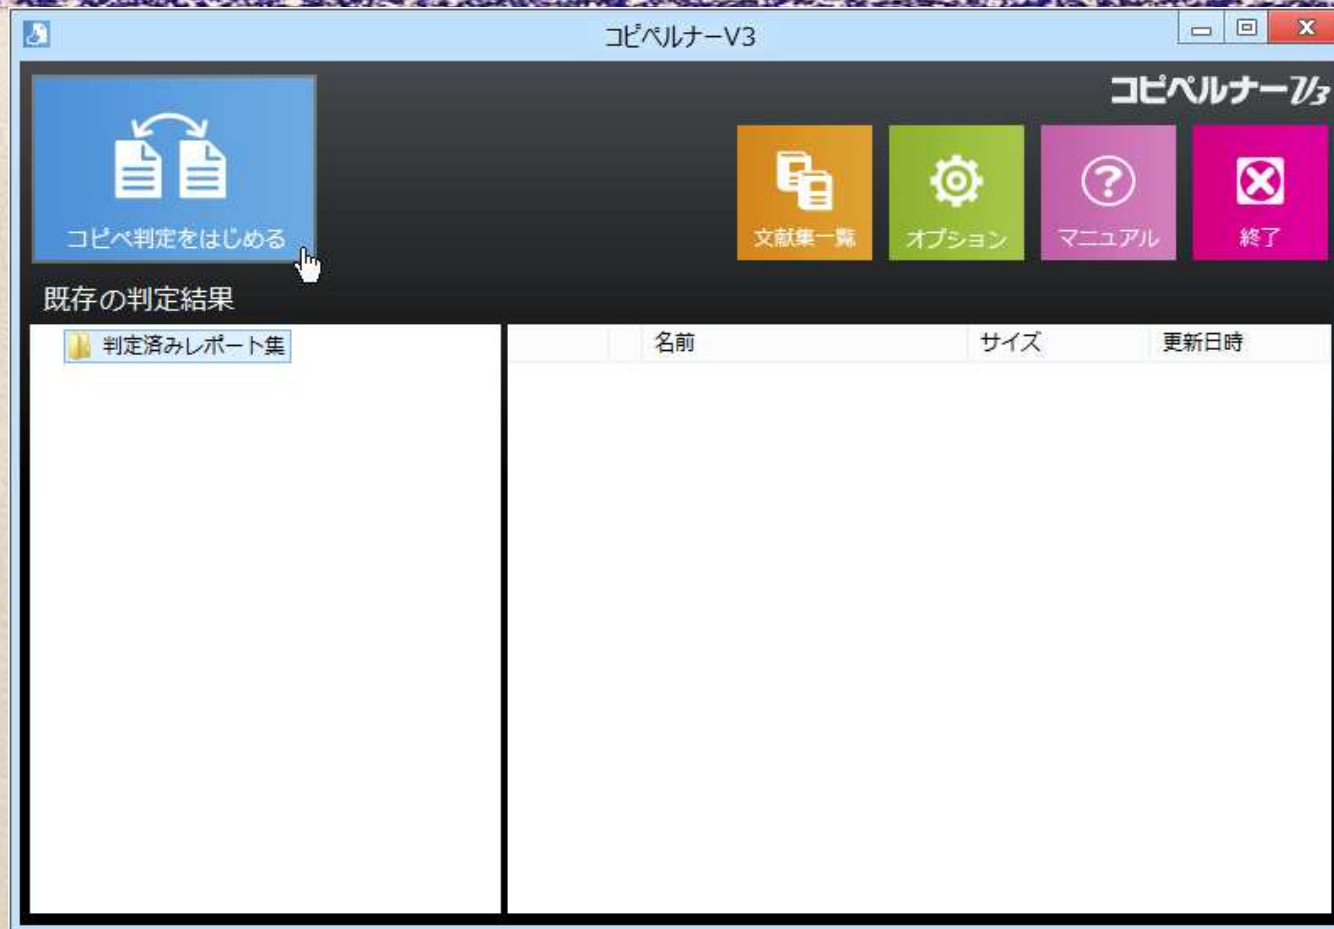 コピペルナーV3
コピペルナーV3
コピペ判定をはじめる
文献集一覧
オプション
マニュアル
終了
既存の判定結果
判定済みレポート集
名前
サイズ
更新日時